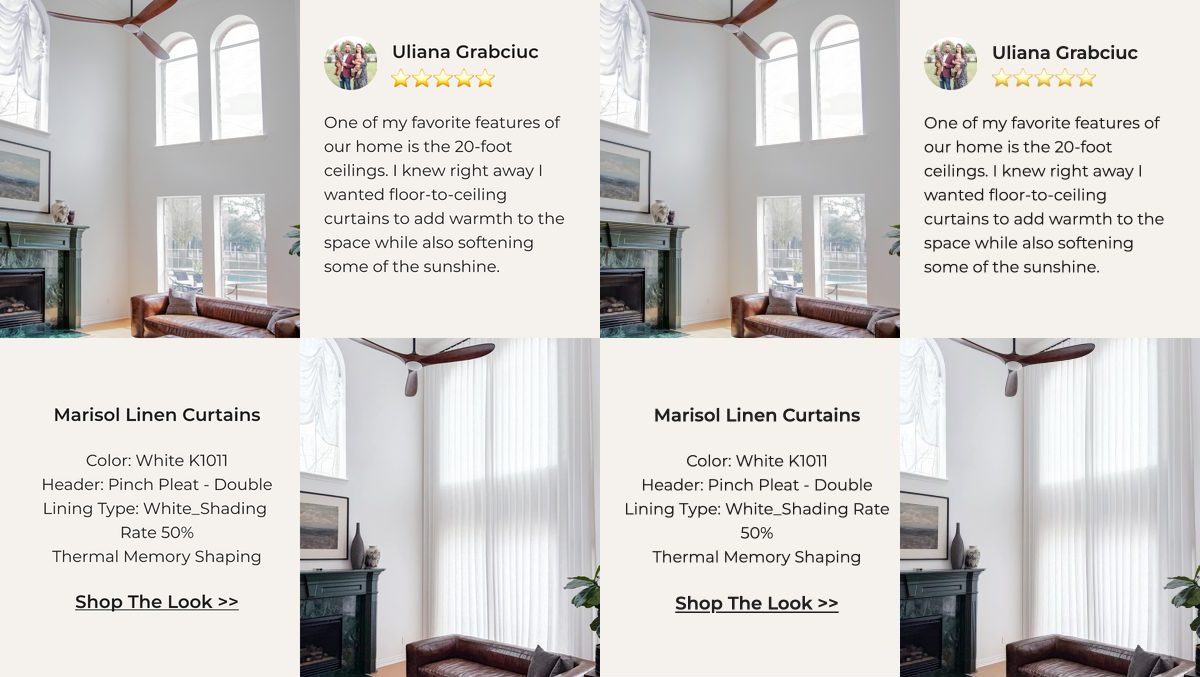 Uliana Grabciuc
⭐⭐⭐⭐⭐
One of my favorite features of
our home is the 20-foot
ceilings. I knew right away I
wanted floor-to-ceiling
curtains to add warmth to the
space while also softening
some of the sunshine.
Uliana Grabciuc
⭐⭐⭐⭐⭐
One of my favorite features of
our home is the 20-foot
ceilings. I knew right away I
wanted floor-to-ceiling
curtains to add warmth to the
space while also softening
some of the sunshine.
Marisol Linen Curtains
Color: White K1011
Header: Pinch Pleat - Double
Lining Type: White_Shading
Rate 50%
Thermal Memory Shaping
Shop The Look >>
Marisol Linen Curtains
Color: White K1011
Header: Pinch Pleat - Double
Lining Type: White_Shading Rate
50%
Thermal Memory Shaping
Shop The Look >>